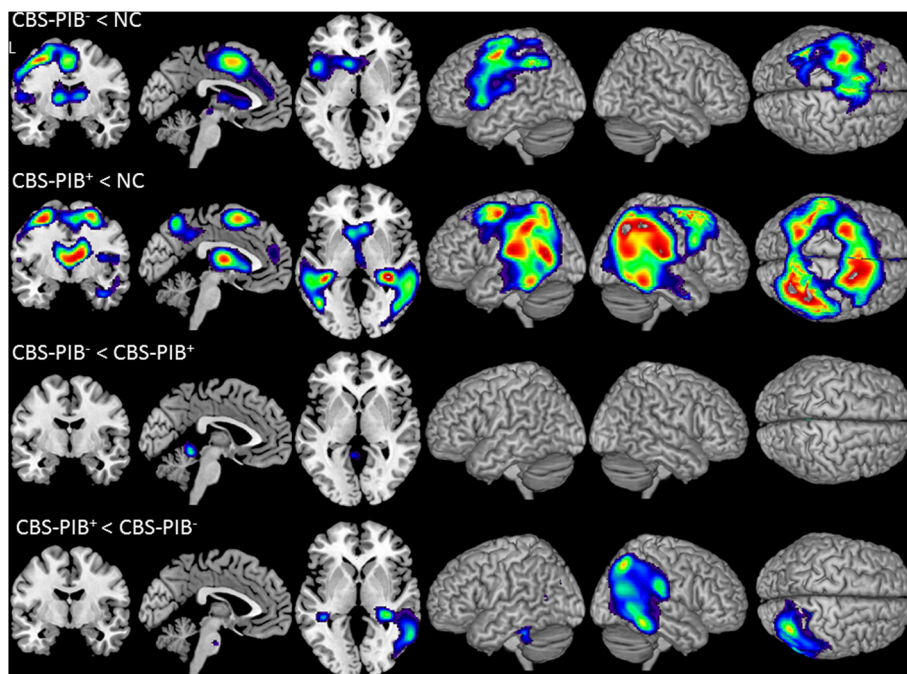 CBS-PIB⁻ < NC
L
CBS-PIB⁺ < NC
CBS-PIB⁻ < CBS-PIB⁺
CBS-PIB⁺ < CBS-PIB⁻